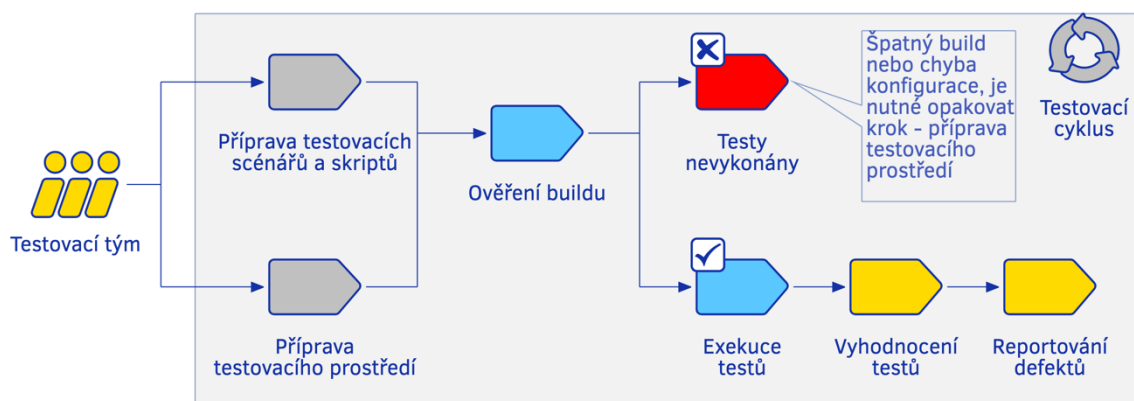 Testovací tým
Příprava testovacích
scénářů a skriptů
Příprava
testovacího prostředí
Ověření buildu
Testy
nevykonány
Špatný build
nebo chyba
konfigurace, je
nutné opakovat
krok - příprava
testovacího
prostředí
Testovací
cyklus
Exekuce
testů
Vyhodnocení
testů
Reportování
defektů